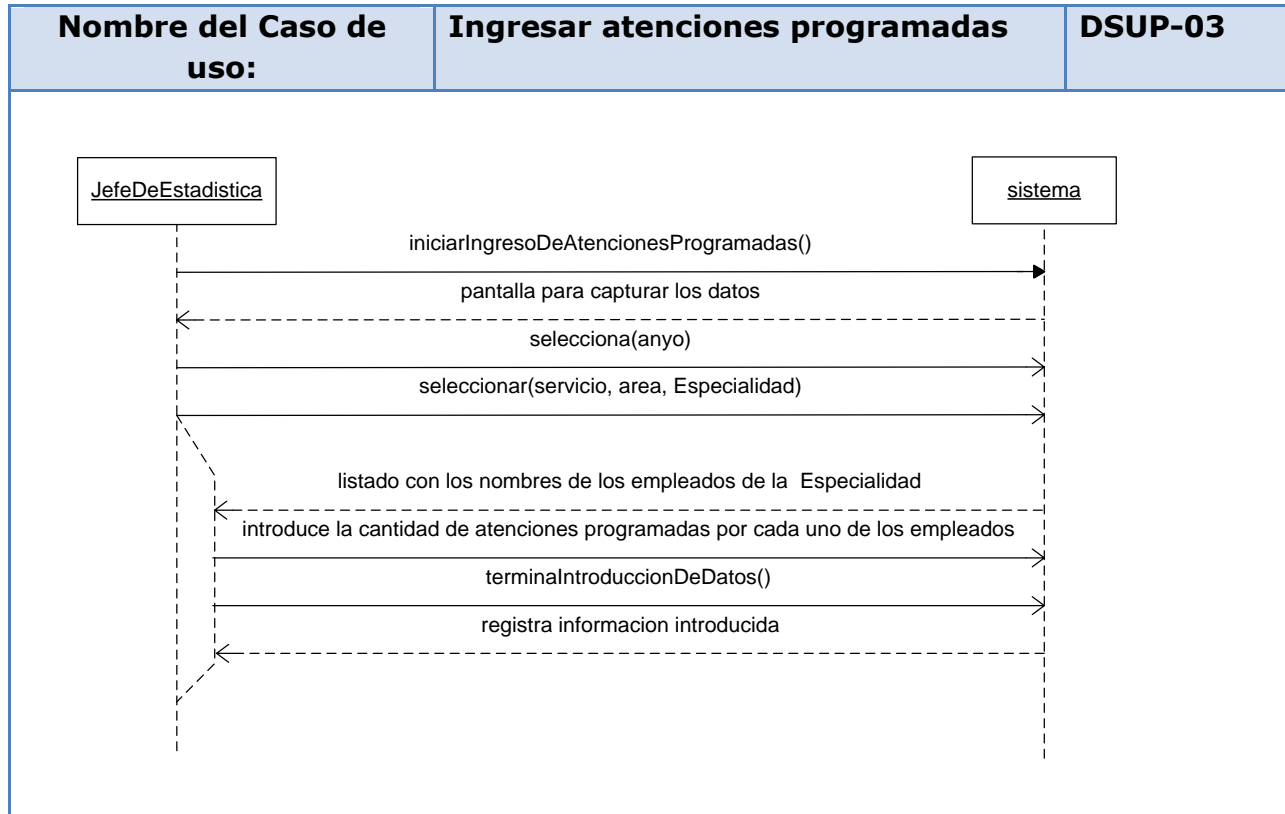 Nombre del Caso de
uso:
Ingresar atenciones programadas
DSUP-03
JefeDeEstadistica
sistema
iniciarIngresoDeAtencionesProgramadas()
pantalla para capturar los datos
selecciona(anyo)
seleccionar(servicio, area, Especialidad)
listado con los nombres de los empleados de la Especialidad
introduce la cantidad de atenciones programadas por cada uno de los empleados
terminaIntroduccionDeDatos()
registra informacion introducida